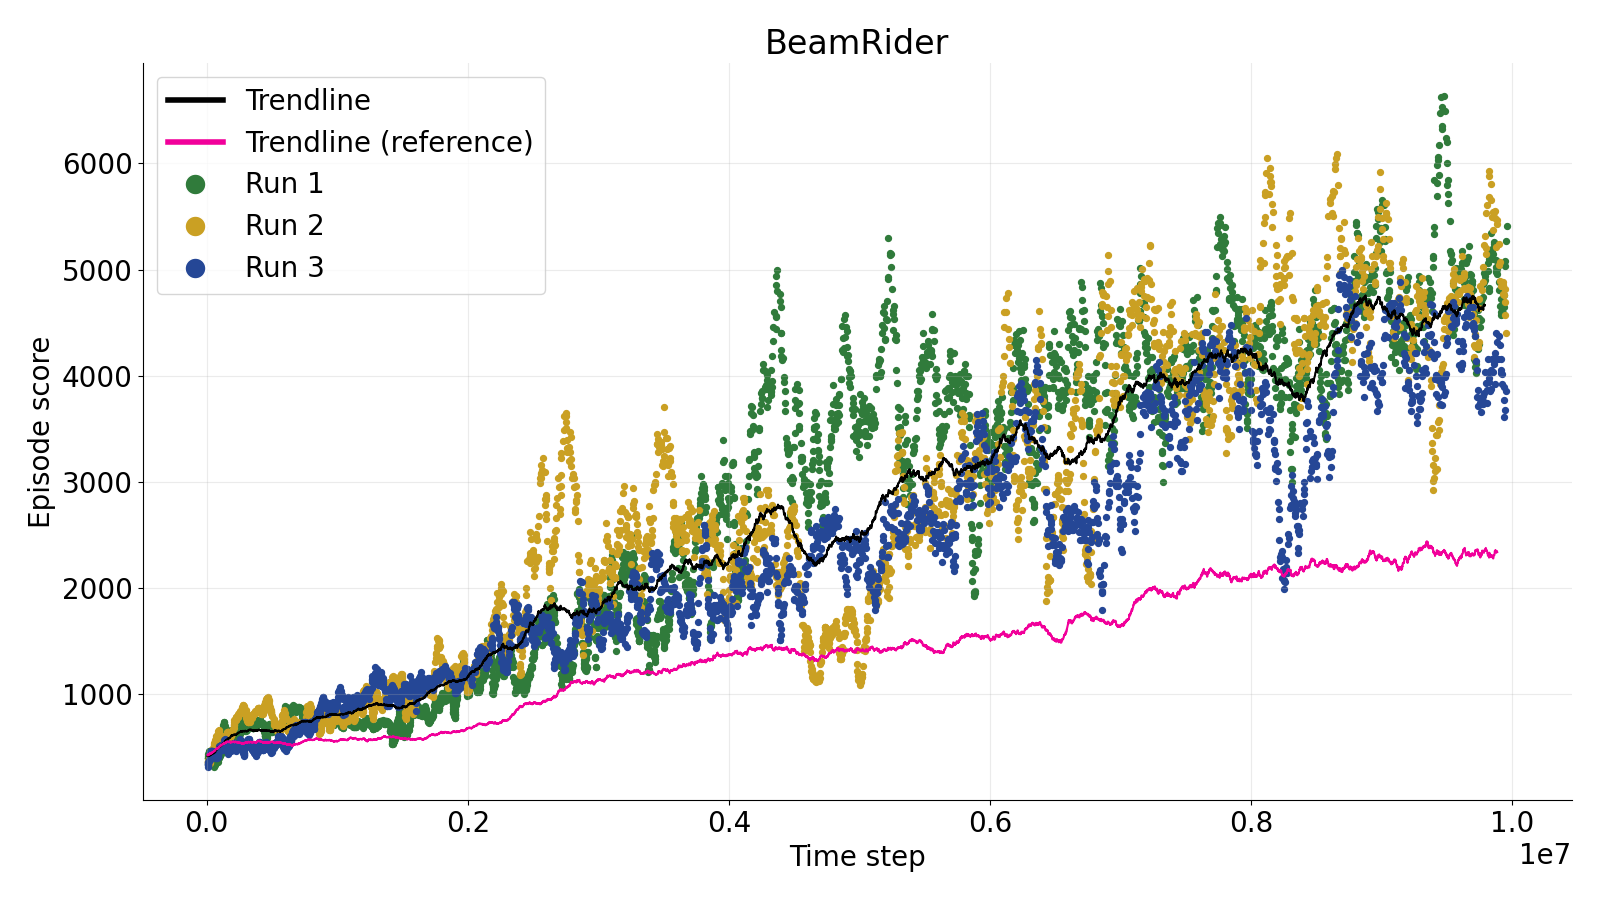 BeamRider
Trendline
Trendline (reference)
Run 1
Run 2
Run 3
Episode score
6000
5000
4000
3000
2000
1000
0.0 0.2 0.4 0.6 0.8 1.0
1e7
Time step